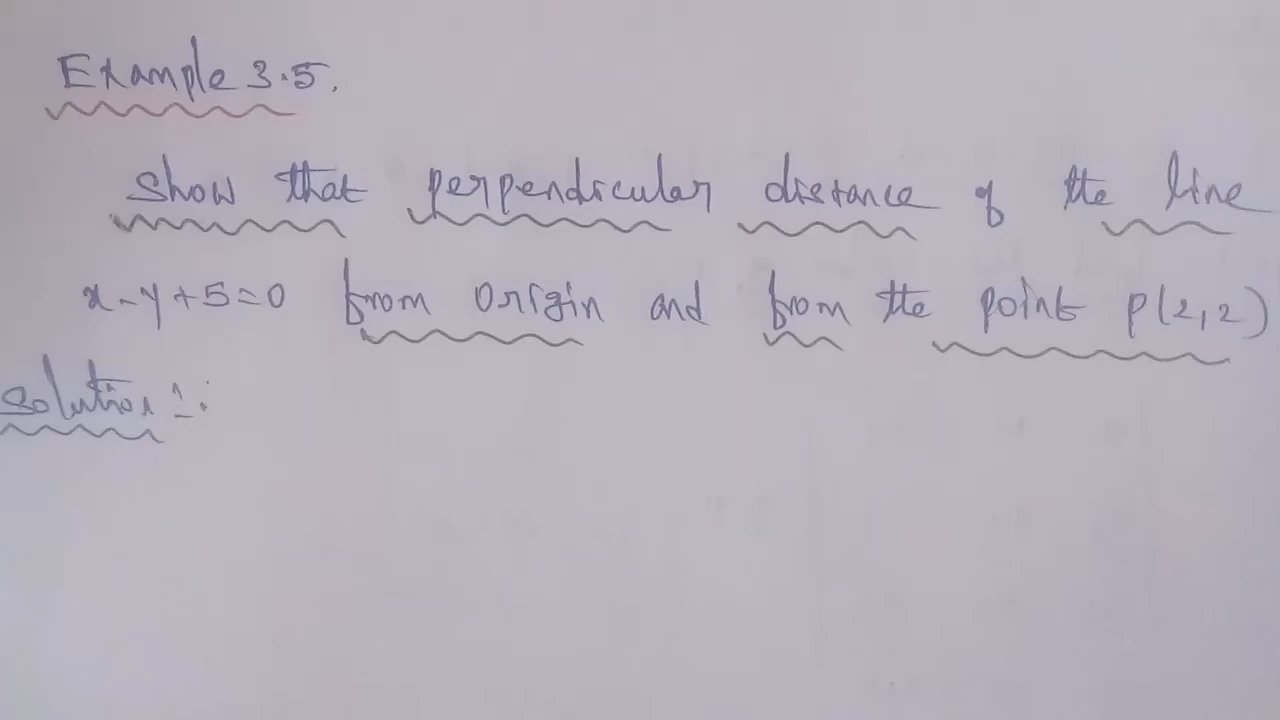 Example 3.5.
Show that perpendicular distance of the line
x-y+5=0 from origin and from the point P(2,2)
Solution: